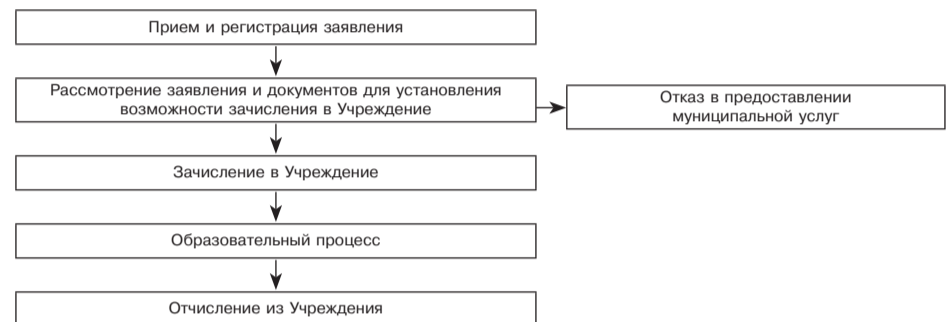 Прием и регистрация заявления
Рассмотрение заявления и документов для установления
возможности зачисления в Учреждение
Отказ в предоставлении
муниципальной услуг
Зачисление в Учреждение
Образовательный процесс
Отчисление из Учреждения